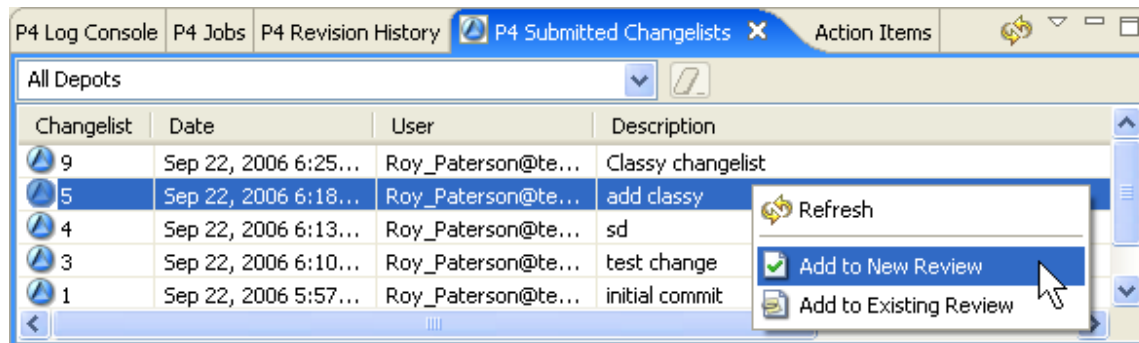 P4 Log Console P4 Jobs P4 Revision History P4 Submitted Changelists Action Items
All Depots
Changelist Date User Description
9 Sep 22, 2006 6:25... Roy_Paterson@te... Classy changelist
5 Sep 22, 2006 6:18... Roy_Paterson@te... add classy
Refresh
4 Sep 22, 2006 6:13... Roy_Paterson@te... sd
3 Sep 22, 2006 6:10... Roy_Paterson@te... test change
Add to New Review
1 Sep 22, 2006 5:57... Roy_Paterson@te... initial commit
Add to Existing Review